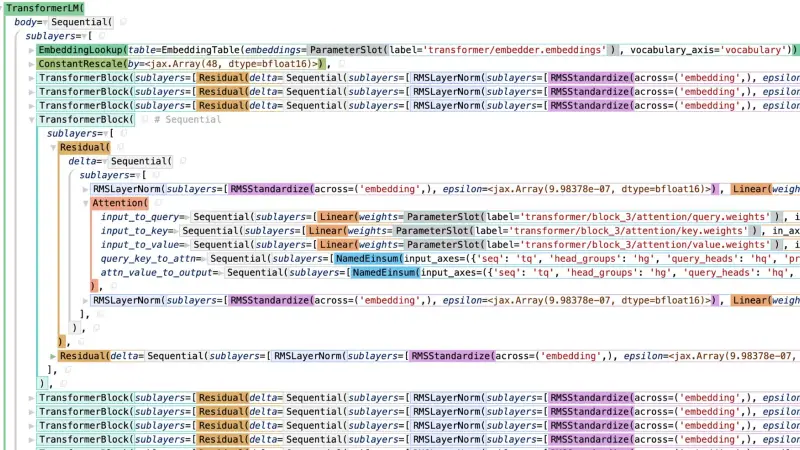 TransformerLM(
body=Sequential(
sublayers=[
EmbeddingLookup(table=EmbeddingTable(embeddings=ParameterSlot(label='transformer/embedder.embeddings'), vocabulary_axis='vocabulary'))
ConstantRescale(by=<jax.Array(48, dtype=bfloat16)>),
TransformerBlock(sublayers=[Residual(delta=Sequential(sublayers=[RMSLayerNorm(sublayers=[RMSStandardize(across=('embedding',), epsilon
TransformerBlock(sublayers=[Residual(delta=Sequential(sublayers=[RMSLayerNorm(sublayers=[RMSStandardize(across=('embedding',), epsilon
TransformerBlock(sublayers=[Residual(delta=Sequential(sublayers=[RMSLayerNorm(sublayers=[RMSStandardize(across=('embedding',), epsilon
TransformerBlock( # Sequential
sublayers=[
Residual(
delta=Sequential(
sublayers=[
RMSLayerNorm(sublayers=[RMSStandardize(across=('embedding',), epsilon=<jax.Array(9.98378e-07, dtype=bfloat16)>), Linear(weigh
Attention(
input_to_query=Sequential(sublayers=[Linear(weights=ParameterSlot(label='transformer/block_3/attention/query.weights'), i
input_to_key=Sequential(sublayers=[Linear(weights=ParameterSlot(label='transformer/block_3/attention/key.weights'), in_ax
input_to_value=Sequential(sublayers=[Linear(weights=ParameterSlot(label='transformer/block_3/attention/value.weights'), i
query_key_to_attn=Sequential(sublayers=[NamedEinsum(input_axes=({'seq': 'tq', 'head_groups': 'hg', 'query_heads': 'hq', 'pr
attn_value_to_output=Sequential(sublayers=[NamedEinsum(input_axes=({'seq': 'tq', 'head_groups': 'hg', 'query_heads': 'hq',
),
RMSLayerNorm(sublayers=[RMSStandardize(across=('embedding',), epsilon=<jax.Array(9.98378e-07, dtype=bfloat16)>), Linear(weigh
],
),
),
Residual(delta=Sequential(sublayers=[RMSLayerNorm(sublayers=[RMSStandardize(across=('embedding',), epsilon=<jax.Array(9.98378e-07,
],
),
TransformerBlock(sublayers=[Residual(delta=Sequential(sublayers=[RMSLayerNorm(sublayers=[RMSStandardize(across=('embedding',), epsilon
TransformerBlock(sublayers=[Residual(delta=Sequential(sublayers=[RMSLayerNorm(sublayers=[RMSStandardize(across=('embedding',), epsilon
TransformerBlock(sublayers=[Residual(delta=Sequential(sublayers=[RMSLayerNorm(sublayers=[RMSStandardize(across=('embedding',), epsilon
TransformerBlock(sublayers=[Residual(delta=Sequential(sublayers=[RMSLayerNorm(sublayers=[RMSStandardize(across=('embedding',), epsilon